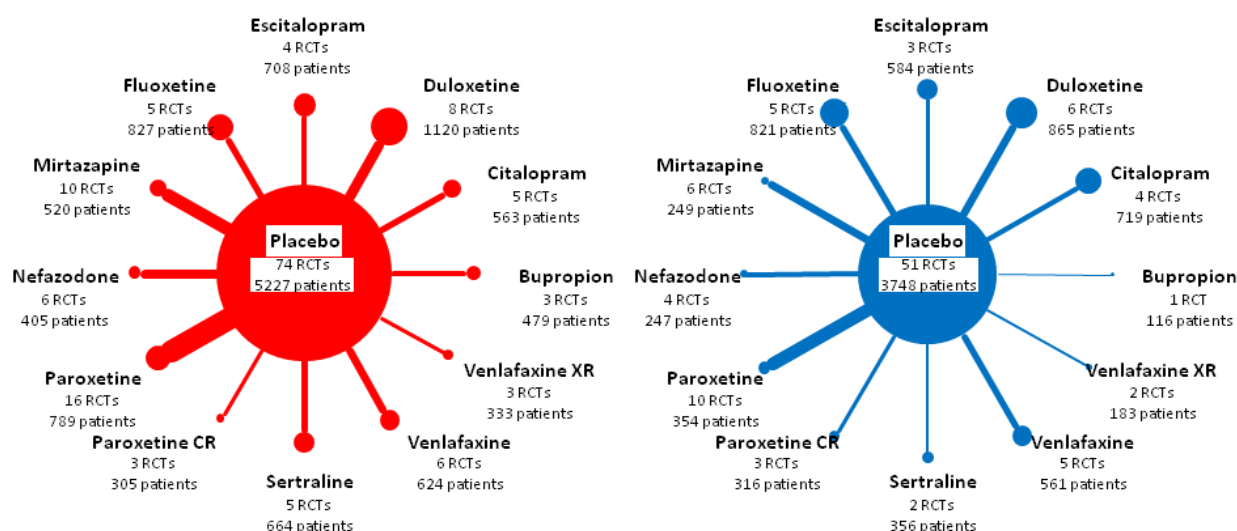 Escitalopram
4 RCTs
708 patients
Fluoxetine
5 RCTs
827 patients
Duloxetine
8 RCTs
1120 patients
Mirtazapine
10 RCTs
520 patients
Citalopram
5 RCTs
563 patients
Placebo
74 RCTs
5227 patients
Nefazodone
6 RCTs
405 patients
Bupropion
3 RCTs
479 patients
Paroxetine
16 RCTs
789 patients
Venlafaxine XR
3 RCTs
333 patients
Paroxetine CR
3 RCTs
305 patients
Venlafaxine
6 RCTs
624 patients
Sertraline
5 RCTs
664 patients
Escitalopram
3 RCTs
584 patients
Fluoxetine
5 RCTs
821 patients
Duloxetine
6 RCTs
865 patients
Mirtazapine
6 RCTs
249 patients
Citalopram
4 RCTs
719 patients
Placebo
51 RCTs
3748 patients
Nefazodone
4 RCTs
247 patients
Bupropion
1 RCT
116 patients
Paroxetine
10 RCTs
354 patients
Venlafaxine XR
2 RCTs
183 patients
Paroxetine CR
3 RCTs
316 patients
Venlafaxine
5 RCTs
561 patients
Sertraline
2 RCTs
356 patients